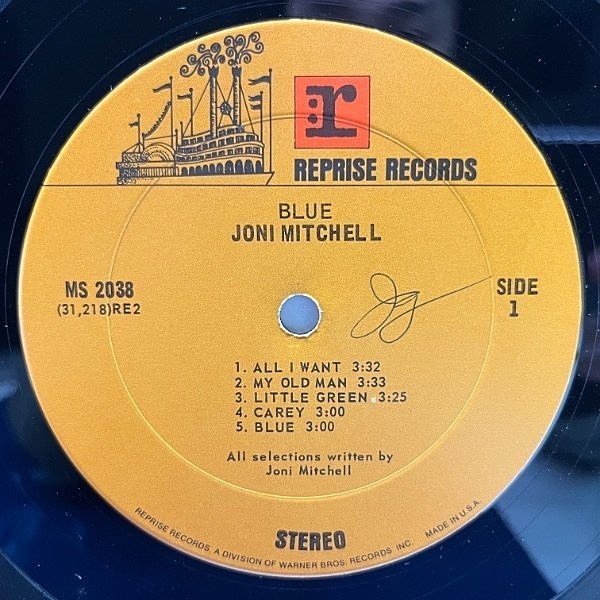 r
REPRISE RECORDS
BLUE
JONI MITCHELL
MS 2038
(31,218)RE2
SIDE
1
1. ALL I WANT 3:32
2. MY OLD MAN 3:33
3. LITTLE GREEN 3:25
4. CAREY 3:00
5. BLUE 3:00
All selections written by
Joni Mitchell
STEREO
REPRISE RECORDS, A DIVISION OF WARNER BROS. RECORDS INC. MADE IN U.S.A.